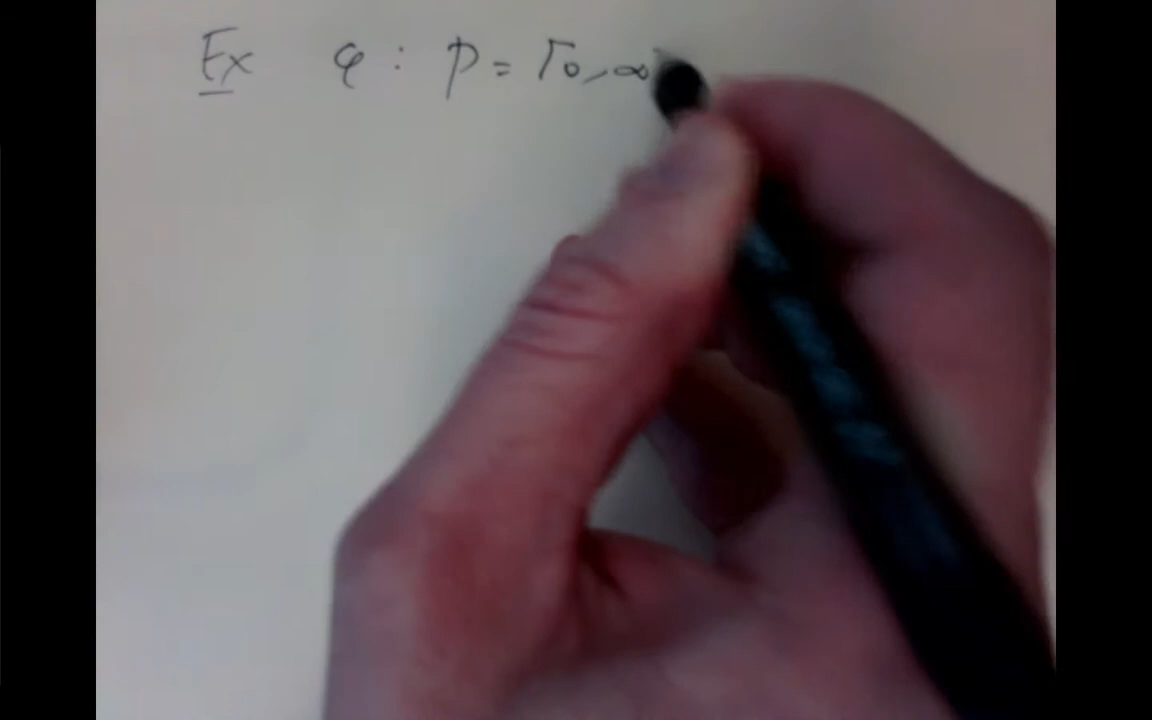 Ex φ : p = [0,∞